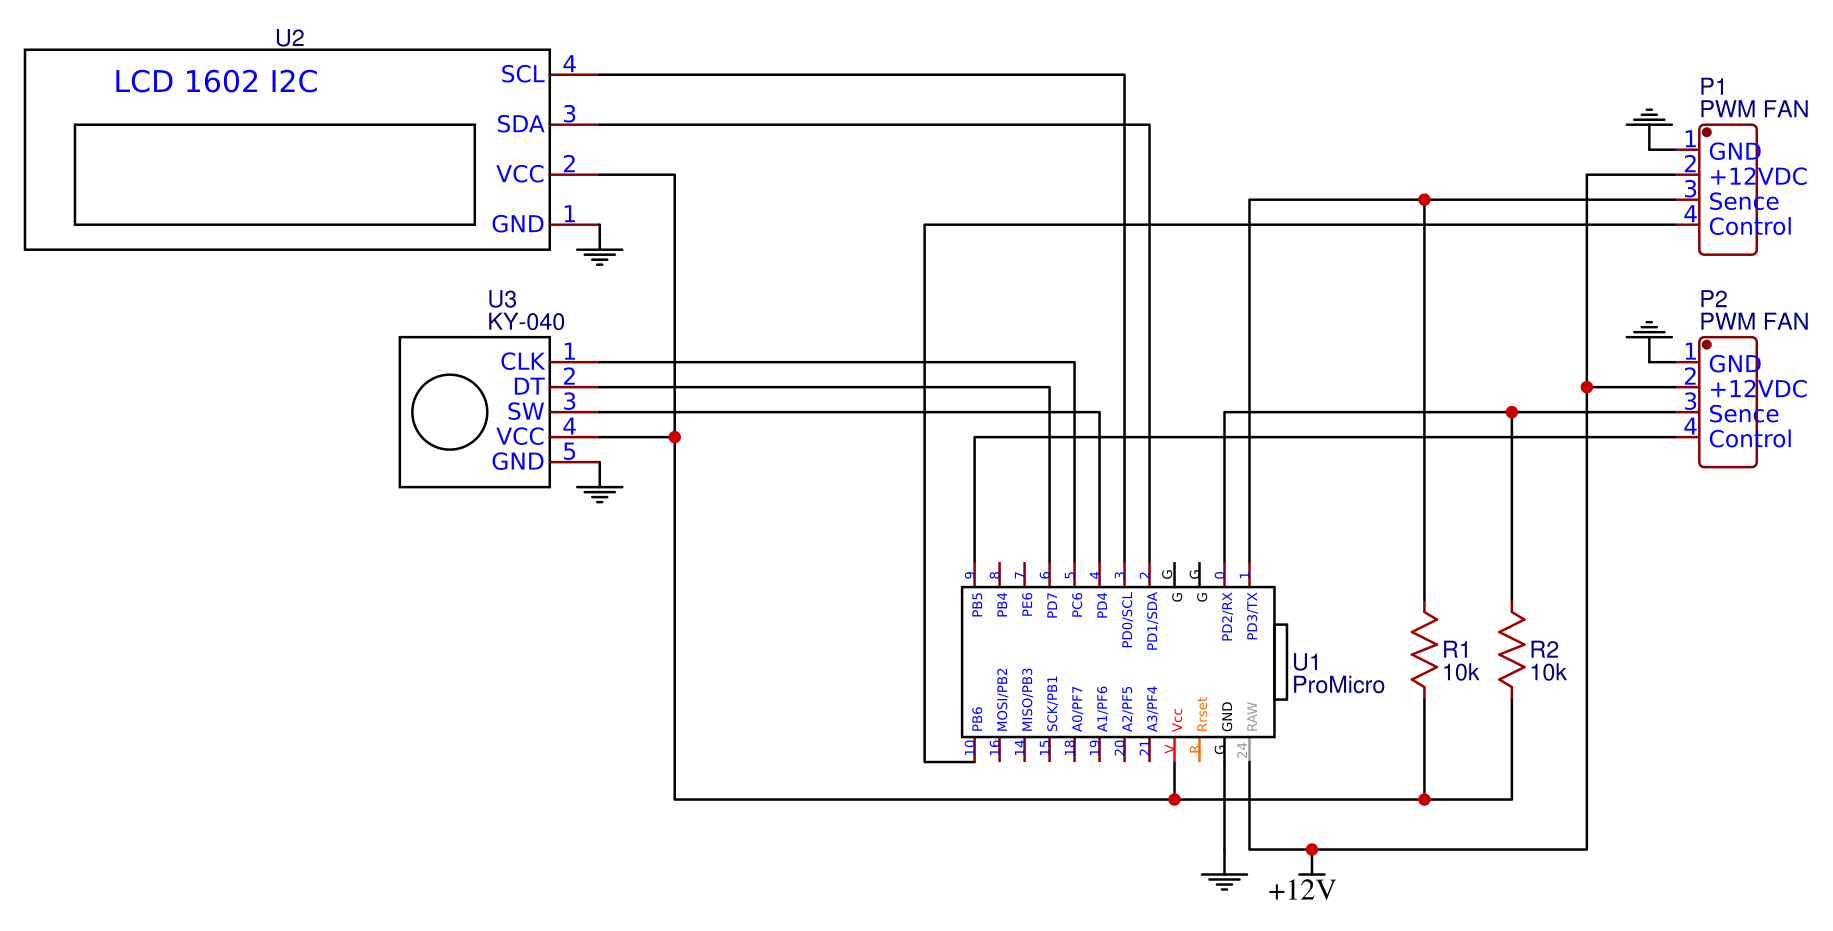 U2
LCD 1602 I2C
SCL 4
SDA 3
VCC 2
GND 1
U3
KY-040
CLK 1
DT 2
SW 3
VCC 4
GND 5
P1
PWM FAN
1 GND
2 +12VDC
3 Sence
4 Control
P2
PWM FAN
1 GND
2 +12VDC
3 Sence
4 Control
9 8 7 6 5 4 3 2 G G 0 1
PB5 PB4 PE6 PD7 PC6 PD4 PD0/SCL PD1/SDA G G PD2/RX PD3/TX
U1
ProMicro
PB6 MOSI/PB2 MISO/PB3 SCK/PB1 A0/PF7 A1/PF6 A2/PF5 A3/PF4 Vcc Rrset GND RAW
10 16 14 15 18 19 20 21 V R G 24
R1
10k
R2
10k
+12V